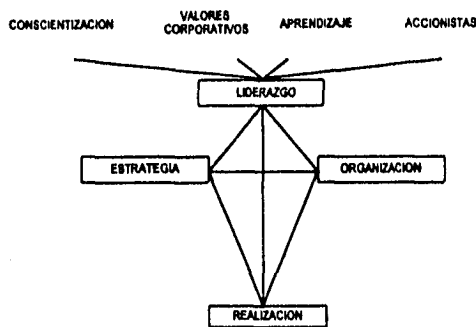 CONSCIENTIZACION
VALORES
CORPORATIVOS
APRENDIZAJE
ACCIONISTAS
LIDERAZGO
ESTRATEGIA
ORGANIZACION
REALIZACION